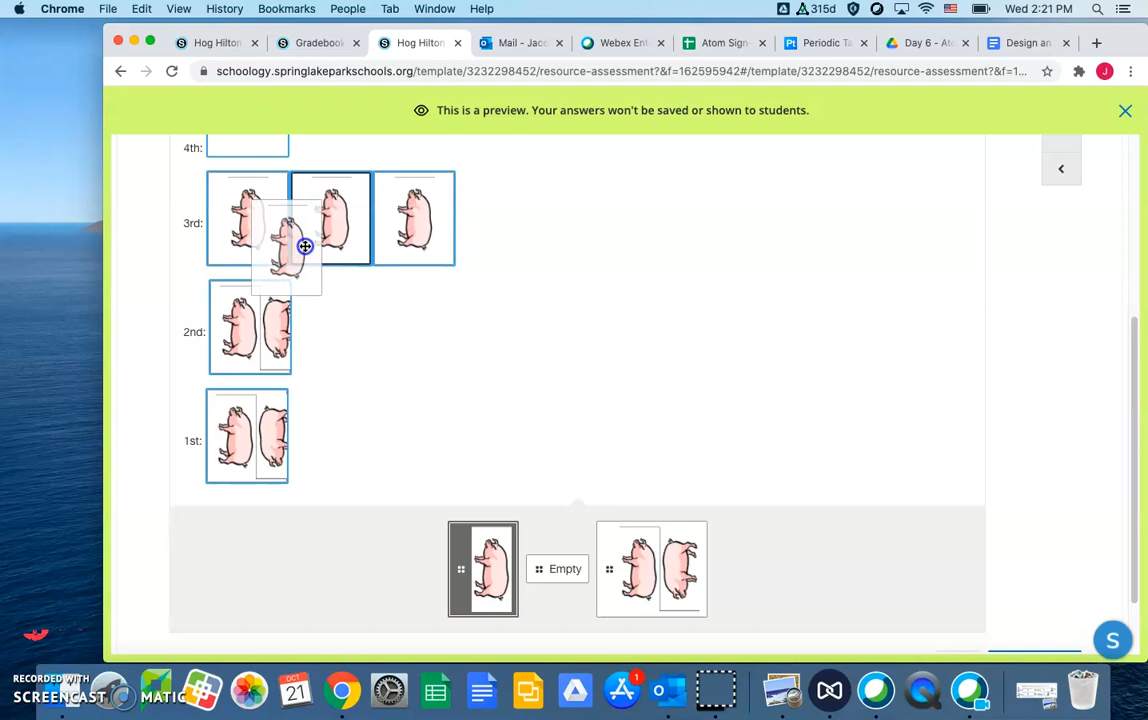 Chrome File Edit View History Bookmarks People Tab Window Help 315d Wed 2:21 PM
Hog Hilton Gradebook Hog Hilton Mail - Jac Webex Ent Atom Sign- Periodic Ta Day 6 - Ato Design an
schoology.springlakeparkschools.org/template/3232298452/resource-assessment?&f=162595942#/template/3232298452/resource-assessment?&f=1... J
This is a preview. Your answers won't be saved or shown to students.
4th:
3rd:
2nd:
1st:
Empty
S
OCT
21
1
RECORDED WITH
SCREENCAST MATIC